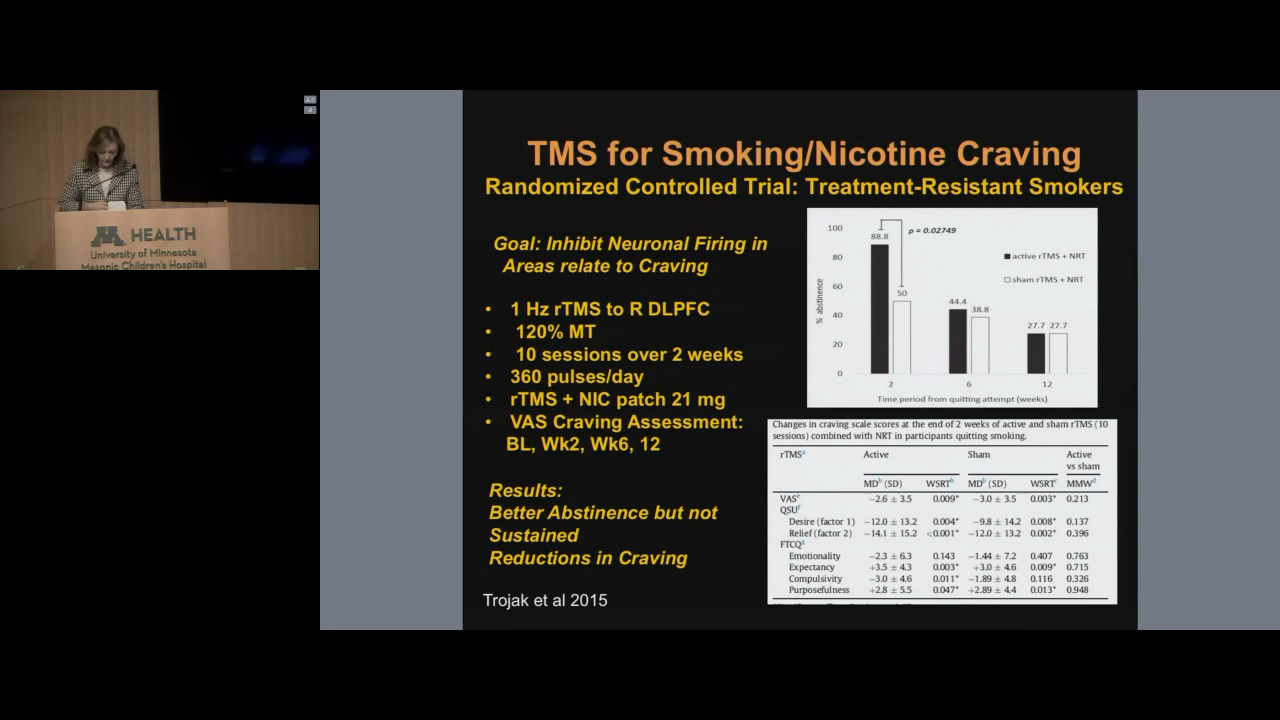 HEALTH
University of Minnesota
Masonic Children's Hospital
TMS for Smoking/Nicotine Craving
Randomized Controlled Trial: Treatment-Resistant Smokers
Goal: Inhibit Neuronal Firing in
Areas relate to Craving
• 1 Hz rTMS to R DLPFC
• 120% MT
• 10 sessions over 2 weeks
• 360 pulses/day
• rTMS + NIC patch 21 mg
• VAS Craving Assessment:
BL, Wk2, Wk6, 12
Results:
Better Abstinence but not
Sustained
Reductions in Craving
Trojak et al 2015
100
80
60
40
20
0
% abstinence
88.8
50
p = 0.02749
44.4
38.8
27.7 27.7
active rTMS + NRT
sham rTMS + NRT
2 6 12
Time period from quitting attempt (weeks)
Changes in craving scale scores at the end of 2 weeks of active and sham rTMS (10
sessions) combined with NRT in participants quitting smoking.
rTMSa Active Sham Active
vs sham
MDb (SD) WSRT MDb (SD) WSRTc MMWd
VASe −2.6 ± 3.5 0.009* −3.0 ± 3.5 0.003* 0.213
QSUf
Desire (factor 1) −12.0 ± 13.2 0.004* −9.8 ± 14.2 0.008* 0.137
Relief (factor 2) −14.1 ± 15.2 <0.001* −12.0 ± 13.2 0.002* 0.396
FTCQg
Emotionality −2.3 ± 6.3 0.143 −1.44 ± 7.2 0.407 0.763
Expectancy +3.5 ± 4.3 0.003* +3.0 ± 4.6 0.009* 0.715
Compulsivity −3.0 ± 4.6 0.011* −1.89 ± 4.8 0.116 0.326
Purposefulness +2.8 ± 5.5 0.047* +2.89 ± 4.4 0.013* 0.948